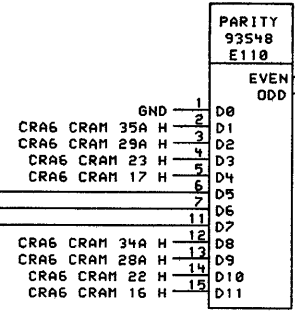 PARITY
93S48
E110
EVEN
ODD
GND 1 D0
CRA6 CRAM 35A H 2 D1
CRA6 CRAM 29A H 3 D2
CRA6 CRAM 23 H 4 D3
CRA6 CRAM 17 H 5 D4
6 D5
7 D6
11 D7
CRA6 CRAM 34A H 12 D8
CRA6 CRAM 28A H 13 D9
CRA6 CRAM 22 H 14 D10
CRA6 CRAM 16 H 15 D11